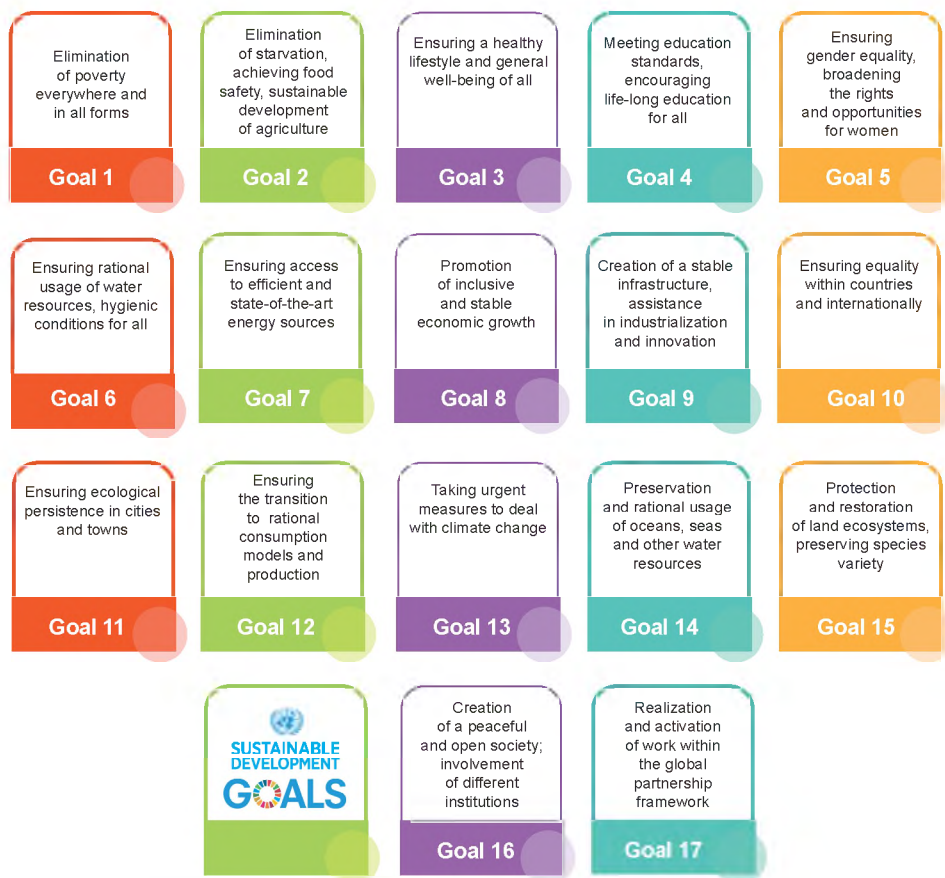 Elimination
of poverty
everywhere and
in all forms
Goal 1
Elimination
of starvation,
achieving food
safety, sustainable
development
of agriculture
Goal 2
Ensuring a healthy
lifestyle and general
well-being of all
Goal 3
Meeting education
standards,
encouraging
life-long education
for all
Goal 4
Ensuring
gender equality,
broadening
the rights
and opportunities
for women
Goal 5
Ensuring rational
usage of water
resources, hygienic
conditions for all
Goal 6
Ensuring access
to efficient and
state-of-the-art
energy sources
Goal 7
Promotion
of inclusive
and stable
economic growth
Goal 8
Creation of a stable
infrastructure,
assistance
in industrialization
and innovation
Goal 9
Ensuring equality
within countries
and internationally
Goal 10
Ensuring ecological
persistence in cities
and towns
Goal 11
Ensuring
the transition
to rational
consumption
models and
production
Goal 12
Taking urgent
measures to deal
with climate change
Goal 13
Preservation
and rational usage
of oceans, seas
and other water
resources
Goal 14
Protection
and restoration
of land ecosystems,
preserving species
variety
Goal 15
SUSTAINABLE
DEVELOPMENT
GOALS
Creation
of a peaceful
and open society;
involvement
of different
institutions
Goal 16
Realization
and activation
of work within
the global
partnership
framework
Goal 17